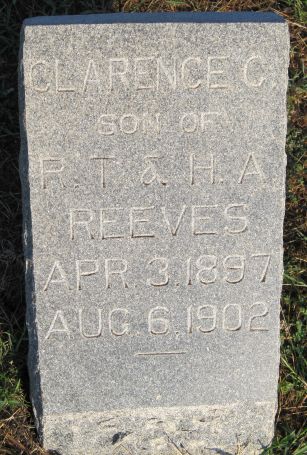 CLARENCE C.
SON OF
R. T. & H. A.
REEVES
APR. 3. 1897
AUG. 6. 1902